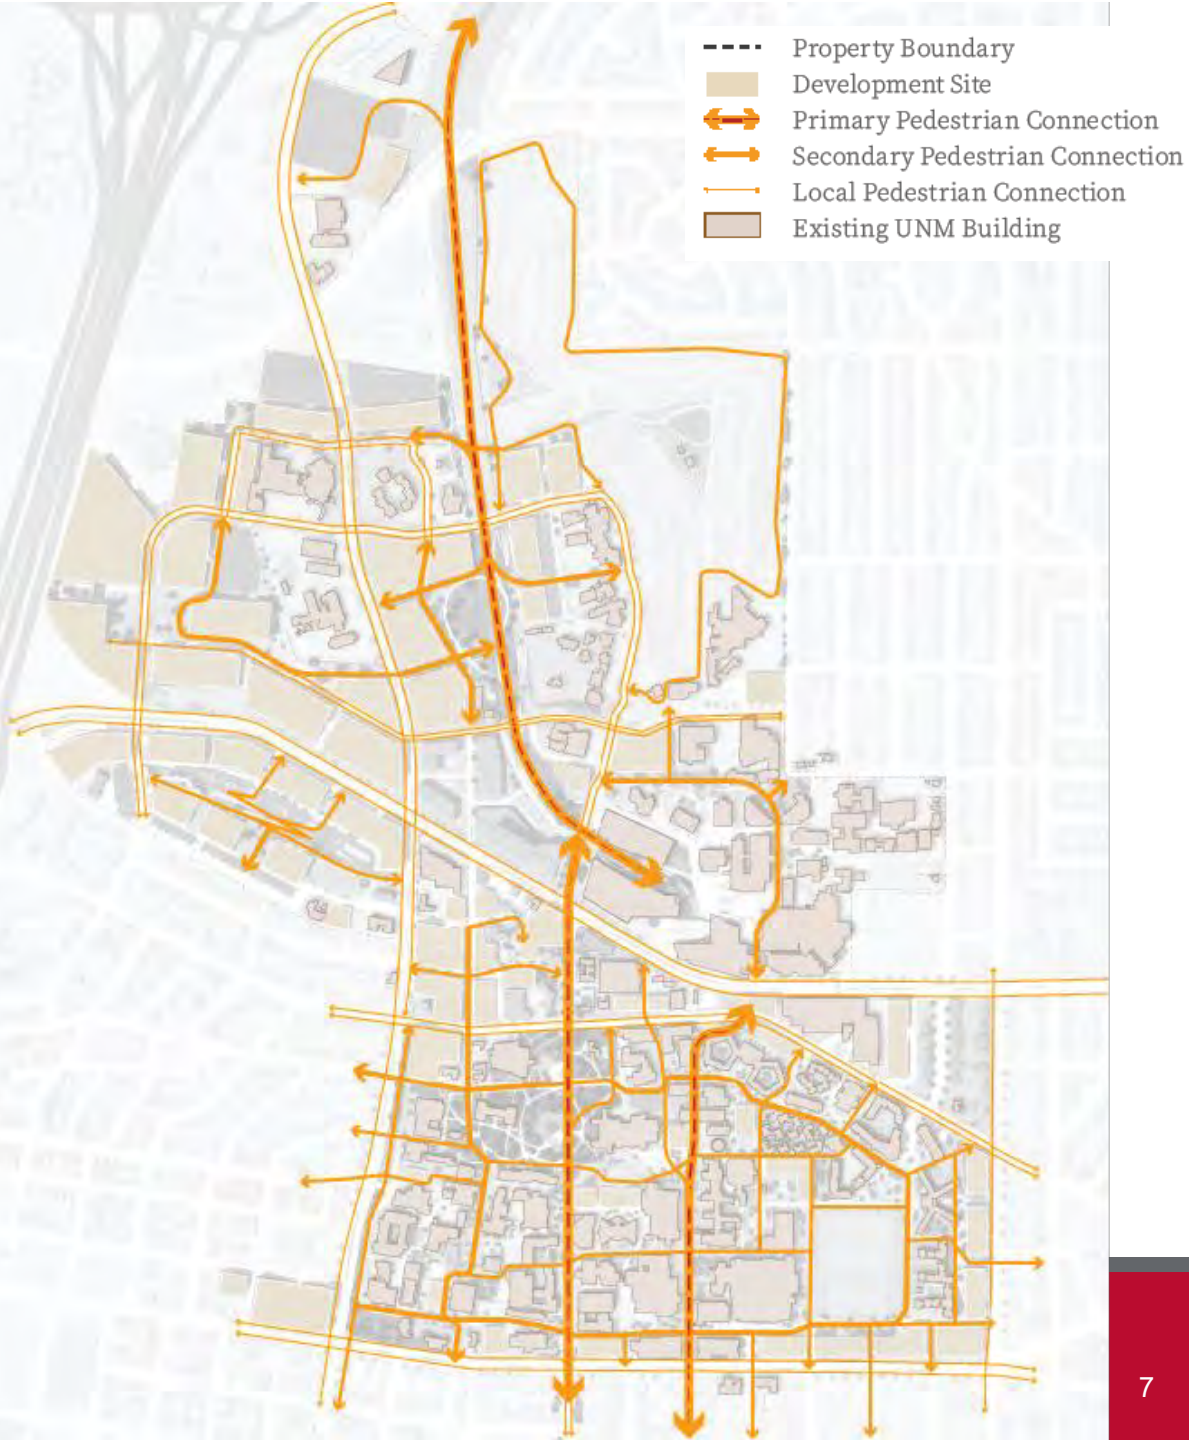 Property Boundary
Development Site
Primary Pedestrian Connection
Secondary Pedestrian Connection
Local Pedestrian Connection
Existing UNM Building
7